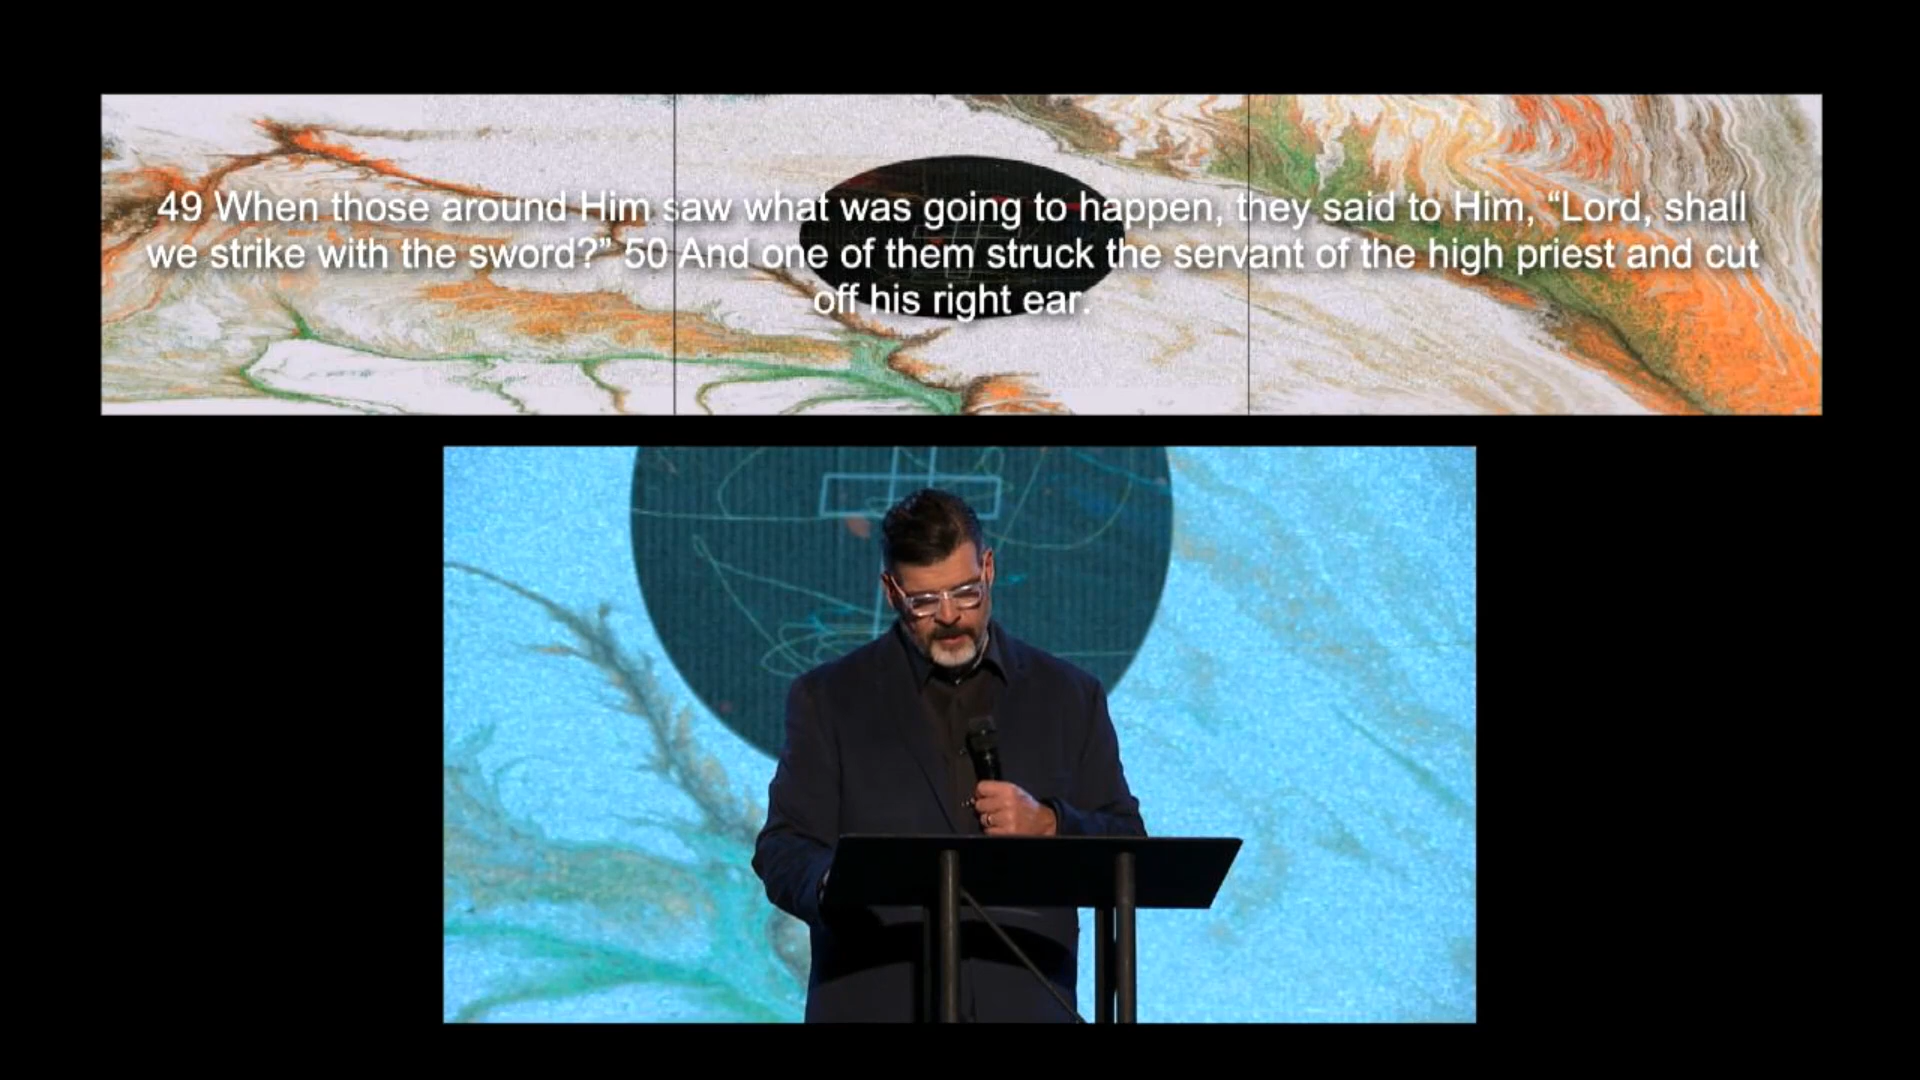 49 When those around Him saw what was going to happen, they said to Him, “Lord, shall
we strike with the sword?” 50 And one of them struck the servant of the high priest and cut
off his right ear.